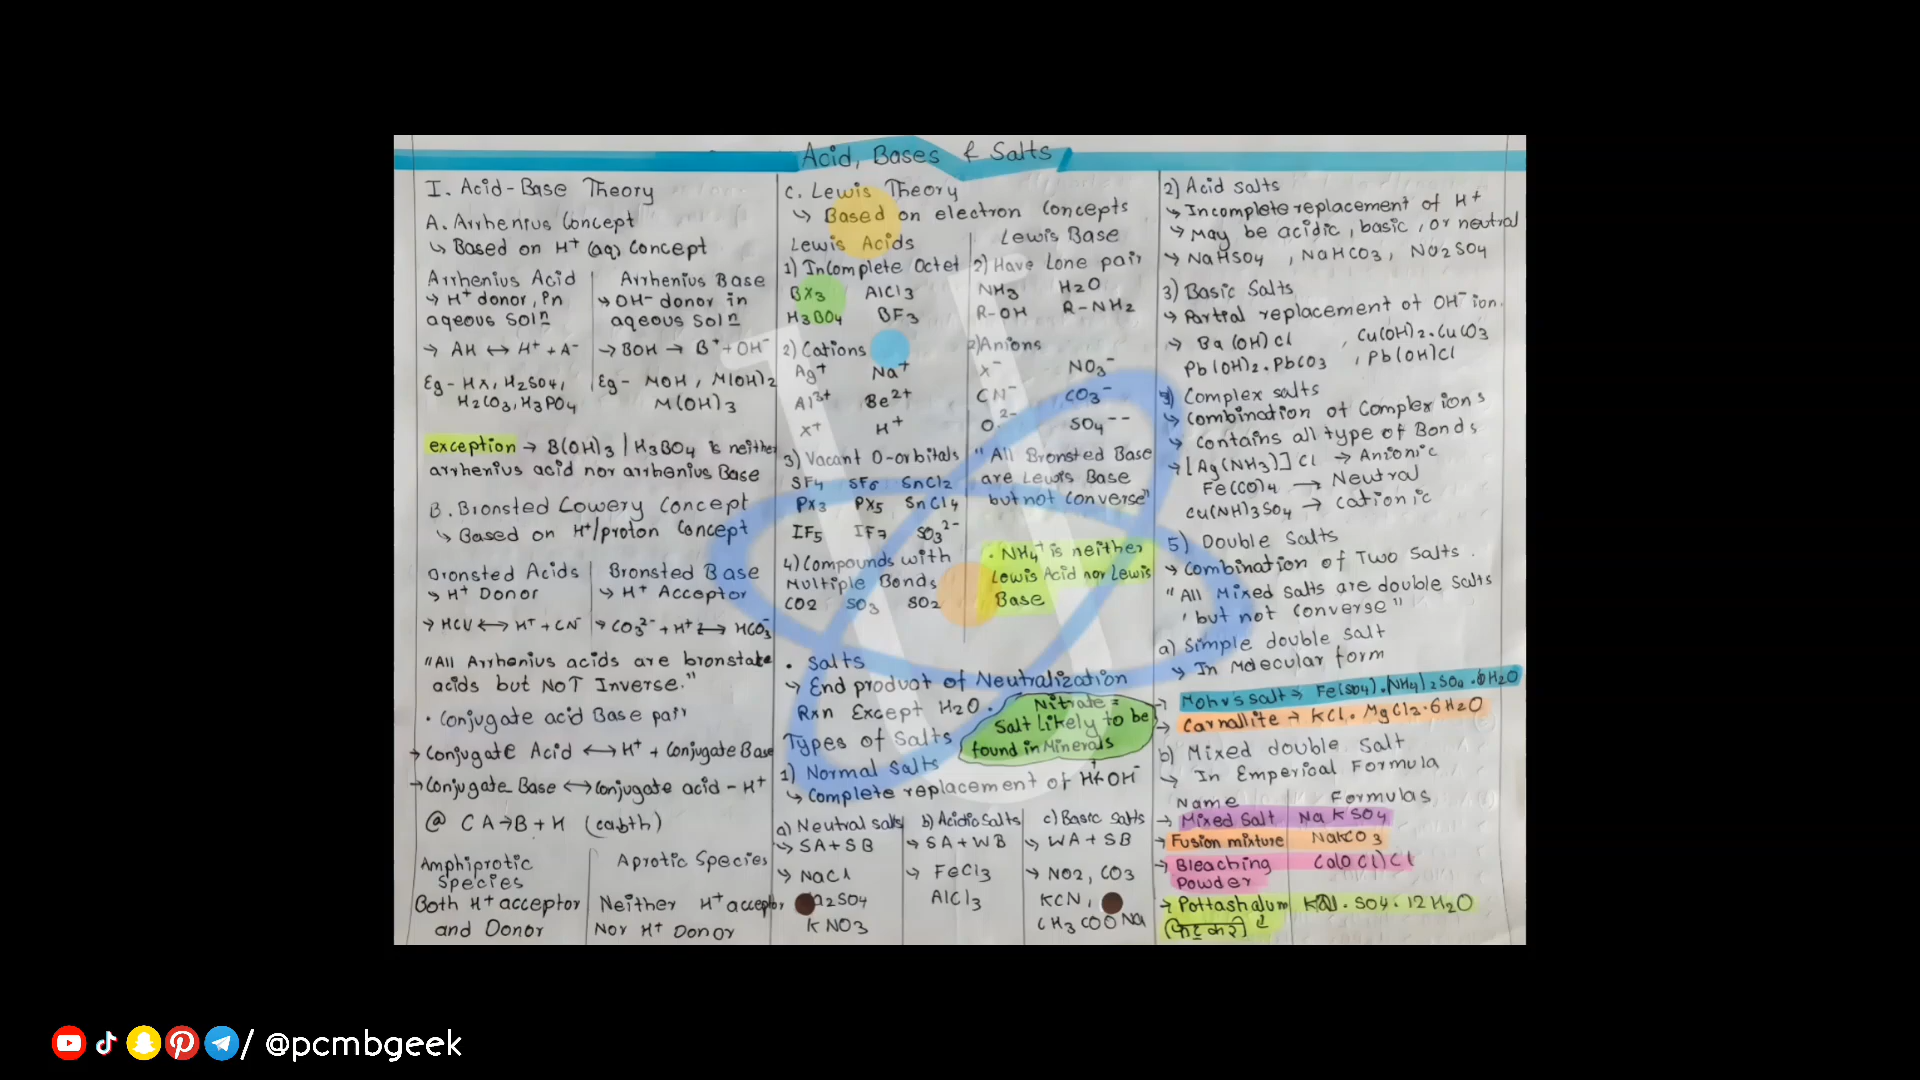 Acid, Bases & Salts
I. Acid-Base Theory
A. Arrhenius Concept
↳ Based on H+ (aq) concept
Arrhenius Acid
↳ H+ donor, in
aqeous Soln
→ AH ↔ H+ + A-
Eg - Hx, H2SO4,
H2CO3, H3PO4
Arrhenius Base
↳ OH- donor in
aqeous Soln
→ BOH → B+ + OH-
Eg - MOH, M(OH)2
M(OH)3
exception → B(OH)3 | H3BO4 is neither
arrhenius acid nor arrhenius Base
B. Bronsted Lowery Concept
↳ Based on H+/proton Concept
Bronsted Acids
↳ H+ Donor
→ HCN ↔ H+ + CN-
Bronsted Base
↳ H+ Acceptor
→ CO3 2- + H+ ↔ HCO3-
"All Arrhenius acids are bronstate
acids but NOT Inverse."
· Conjugate acid Base pair
→ Conjugate Acid ↔ H+ + Conjugate Base
→ Conjugate Base ↔ Conjugate acid - H+
@ CA → B + H (cabth)
Amphiprotic
Species
Both H+ acceptor
and Donor
Aprotic Species
Neither H+ acceptor
Nor H+ Donor
C. Lewis Theory
↳ Based on electron Concepts
Lewis Acids
1) Incomplete Octet
BX3 AlCl3
H3BO4 BF3
2) Cations
Ag+ Na+
Al3+ Be2+
X+ H+
3) Vacant D-orbitals
SF4 SF6 SnCl2
PX3 PX5 SnCl4
IF5 IF7 SO3 2-
4) Compounds with
Multiple Bonds
CO2 SO3 SO2
Lewis Base
2) Have Lone pair
NH3 H2O
R-OH R-NH2
2) Anions
X- NO3-
CN- CO3-
O2- SO4--
"All Bronsted Base
are Lewis Base
but not converse"
· NH4+ is neither
Lewis Acid nor Lewis
Base
· Salts
↳ End product of Neutralization
Rxn Except H2O.
Nitrate =
Salt Likely to be
found in Minerals
Types of Salts
1) Normal Salts
↳ Complete replacement of H+ & OH-
a) Neutral salts
↳ SA + SB
↳ NaCl
Na2SO4
KNO3
b) Acidic Salts
↳ SA + WB
↳ FeCl3
AlCl3
c) Basic Salts
↳ WA + SB
↳ NO2, CO3
KCN,
CH3COONa
2) Acid salts
↳ Incomplete replacement of H+
↳ May be acidic, basic, or neutral
↳ NaHSO4, NaHCO3, Na2SO4
3) Basic Salts
↳ Partial replacement of OH- ion.
→ Ba(OH)Cl, Cu(OH)2.CuCO3
Pb(OH)2.PbCO3, Pb(OH)Cl
4) Complex salts
↳ Combination of Complex ions
↳ Contains all type of Bonds
→ [Ag(NH3)]Cl → Anionic
Fe(CO)4 → Neutral
Cu(NH)3SO4 → Cationic
5) Double Salts
↳ Combination of Two Salts.
"All Mixed Salts are double Salts
but not converse"
a) Simple double salt
↳ In Molecular form
→ Mohr's salt → Fe(SO4).(NH4)2SO4.6H2O
→ Carnallite → KCl.MgCl2.6H2O
b) Mixed double Salt
↳ In Emperical Formula
Name Formulas
→ Mixed Salt NaKSO4
→ Fusion mixture NaKCO3
→ Bleaching Ca(OCl)Cl
Powder
→ Pottashalum KAl.SO4.12H2O
(फिटकरी)
/ @pcmbgeek